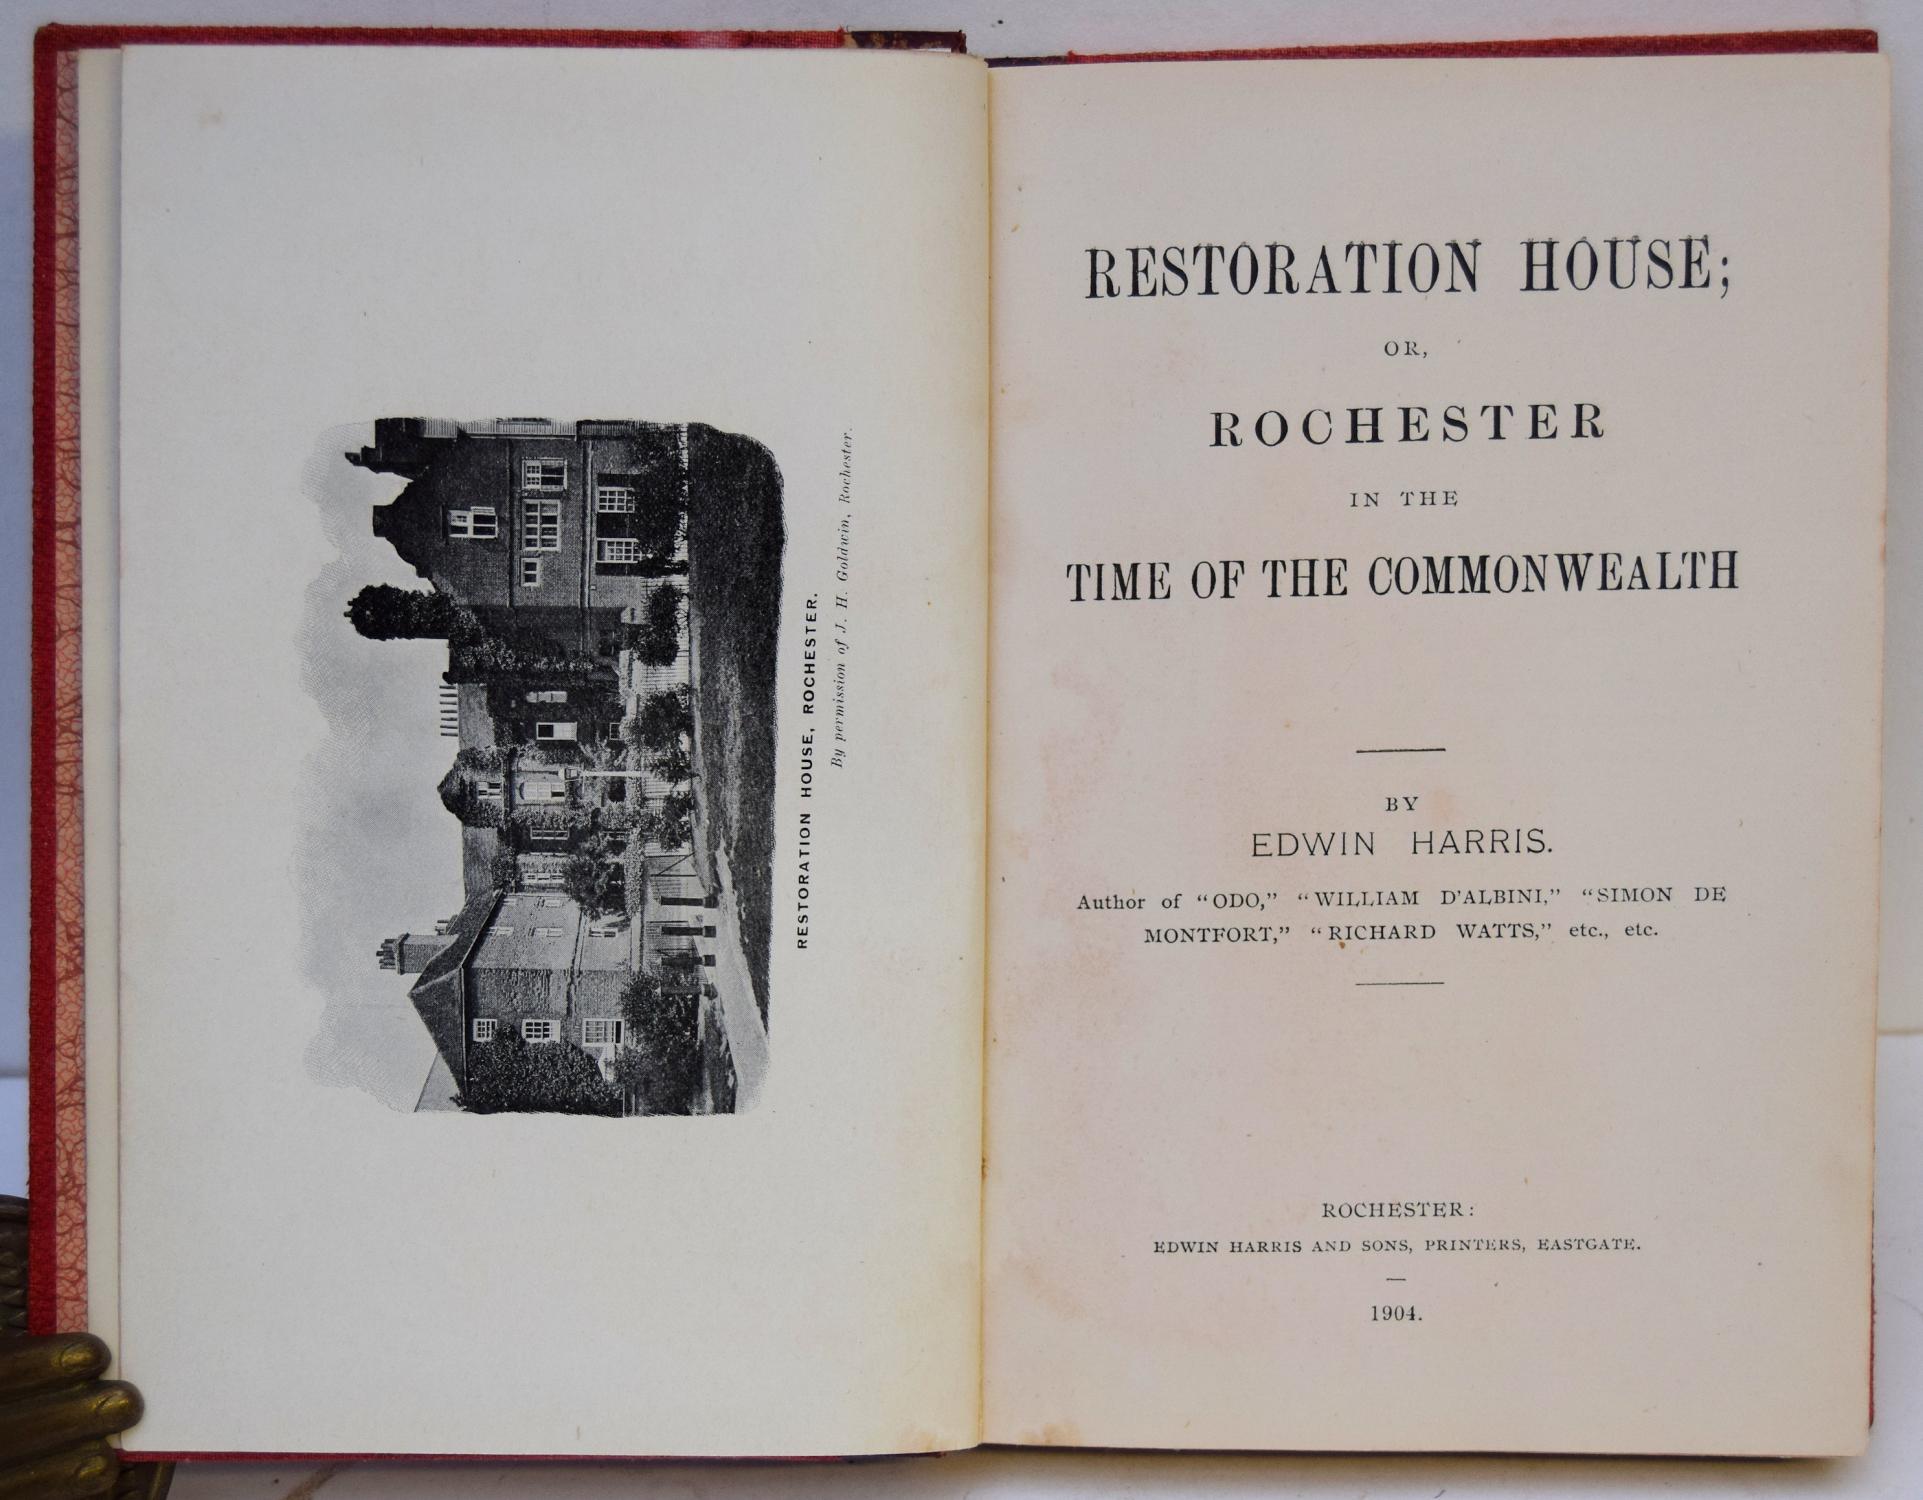 RESTORATION HOUSE, ROCHESTER.
By permission of J. H. Goldwin, Rochester.
RESTORATION HOUSE;
OR,
ROCHESTER
IN THE
TIME OF THE COMMONWEALTH
BY
EDWIN HARRIS.
Author of "ODO," "WILLIAM D'ALBINI," "SIMON DE
MONTFORT," "RICHARD WATTS," etc., etc.
ROCHESTER:
EDWIN HARRIS AND SONS, PRINTERS, EASTGATE.
1904.